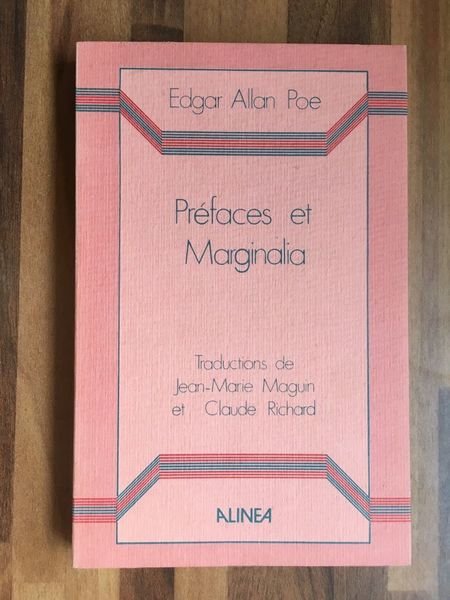 Edgar Allan Poe
Préfaces et
Marginalia
Traductions de
Jean-Marie Maguin
et Claude Richard
ALINEA